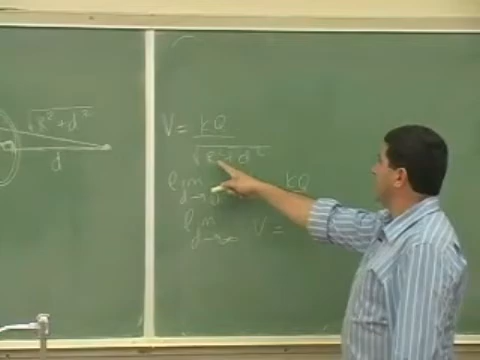 √R²+d²
d
V = KQ
√R²+d²
lim KQ
d→0
lim V =
d→∞